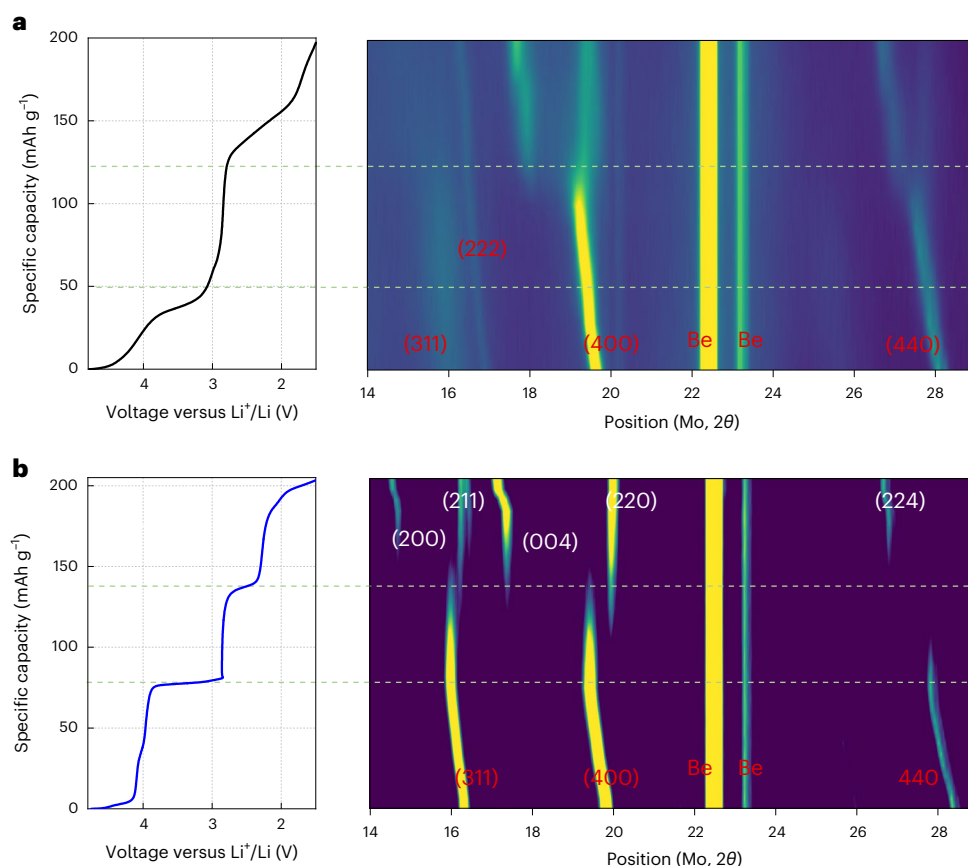 a
200
150
100
50
0
Specific capacity (mAh g⁻¹)
4 3 2
Voltage versus Li⁺/Li (V)
(222)
(311) (400) Be Be (440)
14 16 18 20 22 24 26 28
Position (Mo, 2θ)
b
200
150
100
50
0
Specific capacity (mAh g⁻¹)
4 3 2
Voltage versus Li⁺/Li (V)
(211) (220) (224)
(200) (004)
Be Be
(311) (400) 440
14 16 18 20 22 24 26 28
Position (Mo, 2θ)